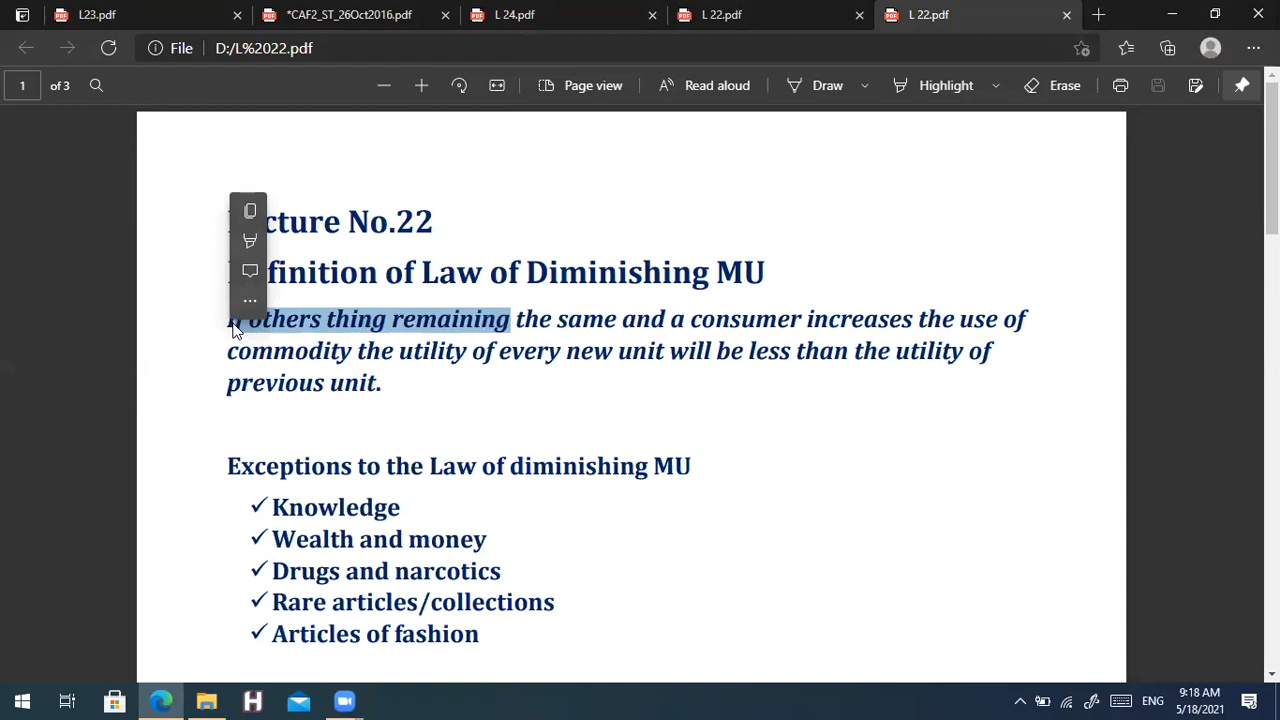 L23.pdf
*CAF2_ST_26Oct2016.pdf
L 24.pdf
L 22.pdf
L 22.pdf
File
D:/L%2022.pdf
1 of 3
Page view
Read aloud
Draw
Highlight
Erase
cture No.22
finition of Law of Diminishing MU
others thing remaining the same and a consumer increases the use of
commodity the utility of every new unit will be less than the utility of
previous unit.
Exceptions to the Law of diminishing MU
✓ Knowledge
✓ Wealth and money
✓ Drugs and narcotics
✓ Rare articles/collections
✓ Articles of fashion
ENG
9:18 AM
5/18/2021